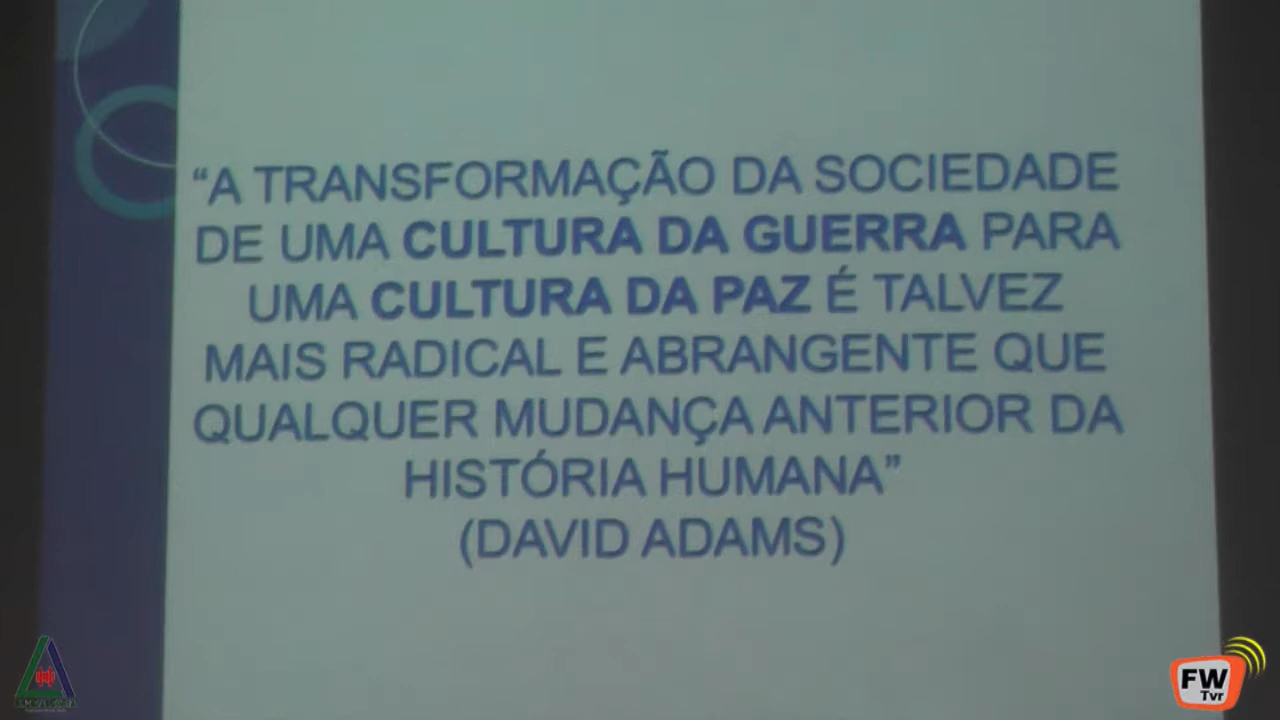 “A TRANSFORMAÇÃO DA SOCIEDADE
DE UMA CULTURA DA GUERRA PARA
UMA CULTURA DA PAZ É TALVEZ
MAIS RADICAL E ABRANGENTE QUE
QUALQUER MUDANÇA ANTERIOR DA
HISTÓRIA HUMANA”
(DAVID ADAMS)
FW
Tvr